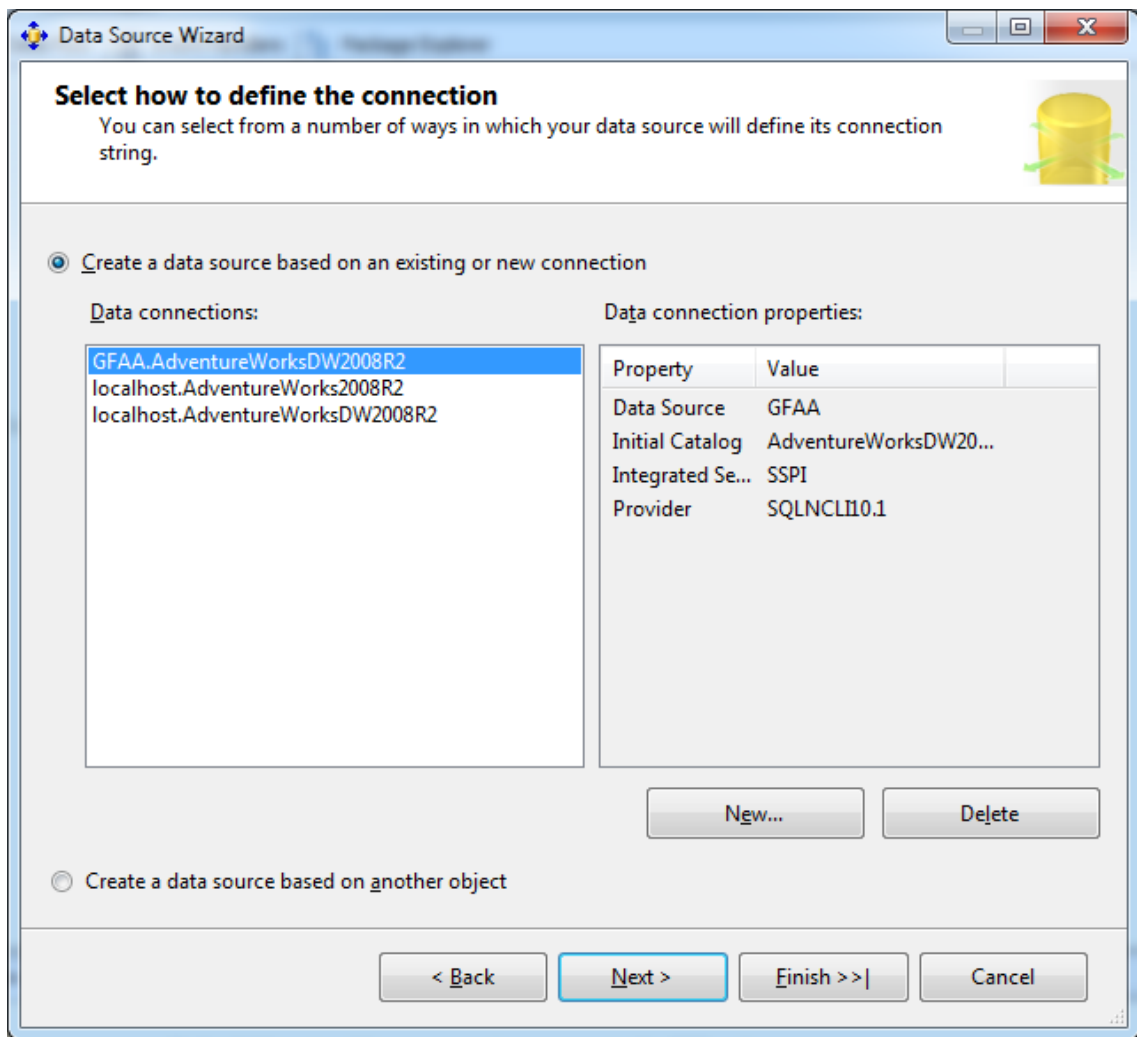 Data Source Wizard
Select how to define the connection
You can select from a number of ways in which your data source will define its connection
string.
Create a data source based on an existing or new connection
Data connections:
Data connection properties:
GFAA.AdventureWorksDW2008R2
localhost.AdventureWorks2008R2
localhost.AdventureWorksDW2008R2
Property Value
Data Source GFAA
Initial Catalog AdventureWorksDW20...
Integrated Se... SSPI
Provider SQLNCLI10.1
New...
Delete
Create a data source based on another object
< Back
Next >
Finish >>|
Cancel